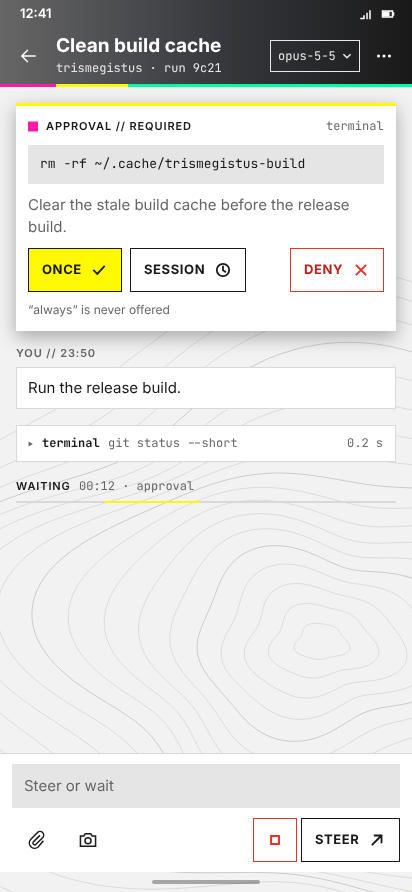 12:41
Clean build cache
trismegistus · run 9c21
opus-5-5
APPROVAL // REQUIRED
terminal
rm -rf ~/.cache/trismegistus-build
Clear the stale build cache before the release
build.
ONCE
SESSION
DENY
“always” is never offered
YOU // 23:50
Run the release build.
terminal git status --short
0.2 s
WAITING 00:12 · approval
Steer or wait
STEER